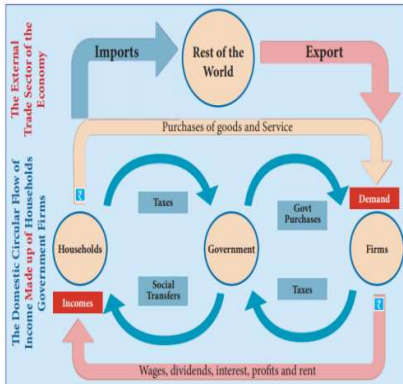 The External
Trade Sector of the
Economy
Imports
Rest of the
World
Export
Purchases of goods and Service
The Domestic Circular Flow of
Income Made up of Households
Government Firms
Taxes
Govt
Purchases
Demand
Households
Government
Firms
Social
Transfers
Taxes
Incomes
Wages, dividends, interest, profits and rent